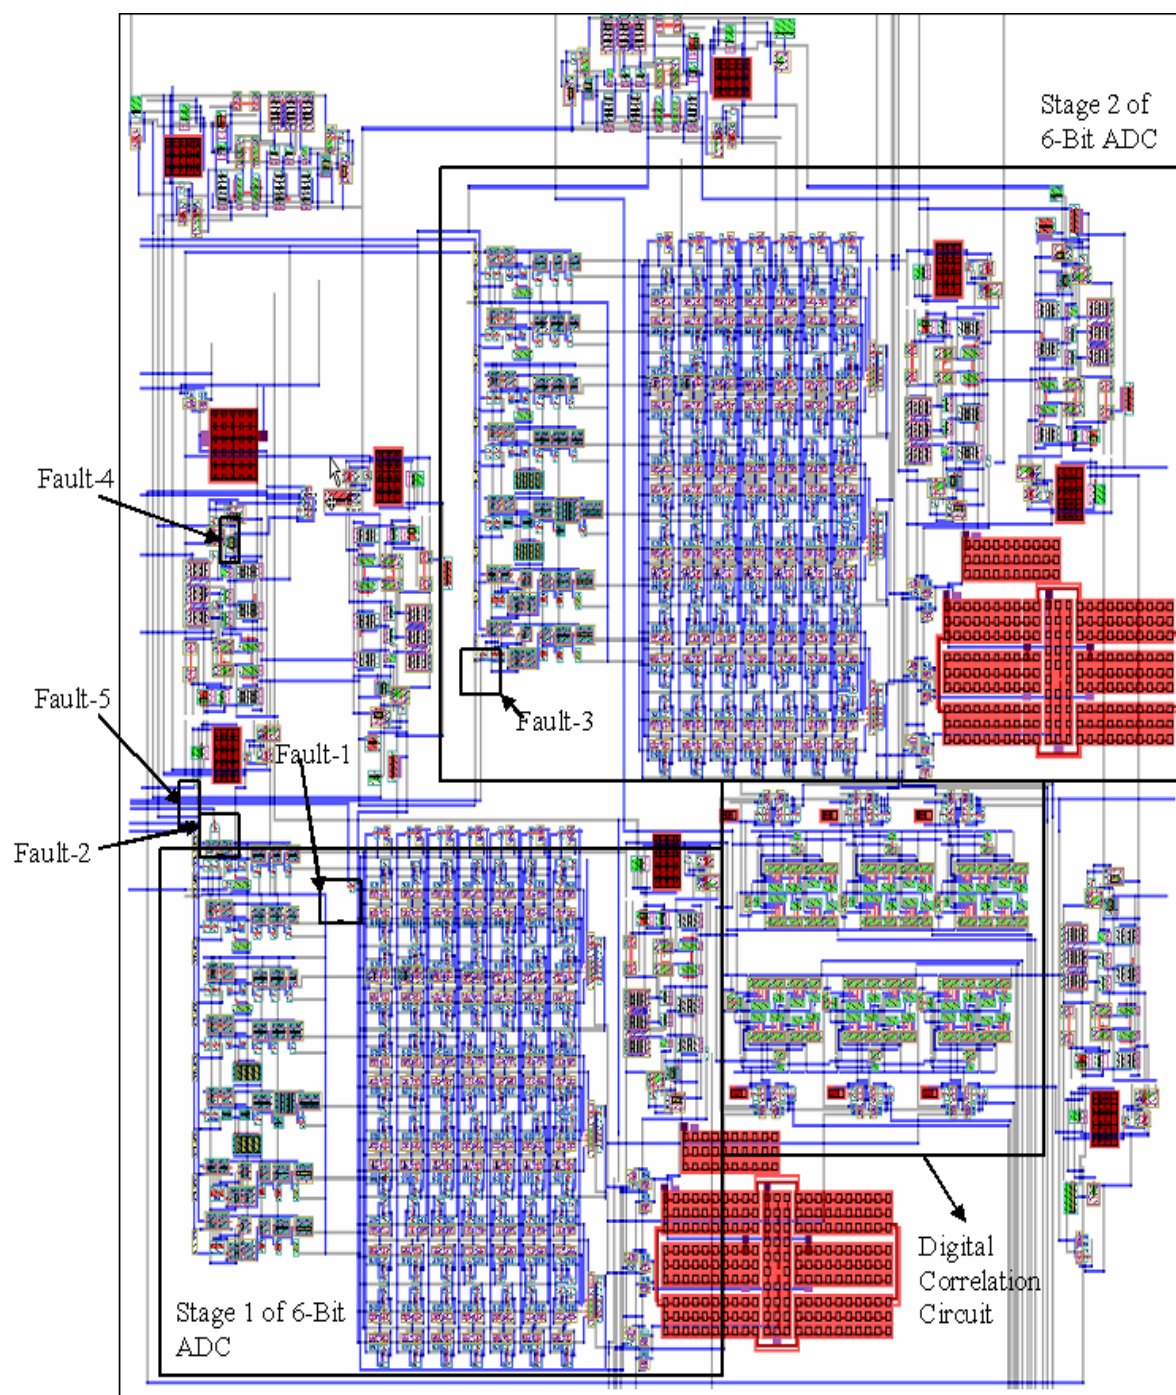 Stage 2 of
6-Bit ADC
Fault-4
Fault-5
Fault-3
Fault-1
Fault-2
Digital
Correlation
Circuit
Stage 1 of 6-Bit
ADC